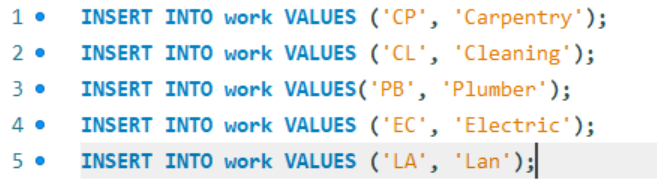 1 INSERT INTO work VALUES ('CP', 'Carpentry');
2 INSERT INTO work VALUES ('CL', 'Cleaning');
3 INSERT INTO work VALUES('PB', 'Plumber');
4 INSERT INTO work VALUES ('EC', 'Electric');
5 INSERT INTO work VALUES ('LA', 'Lan');